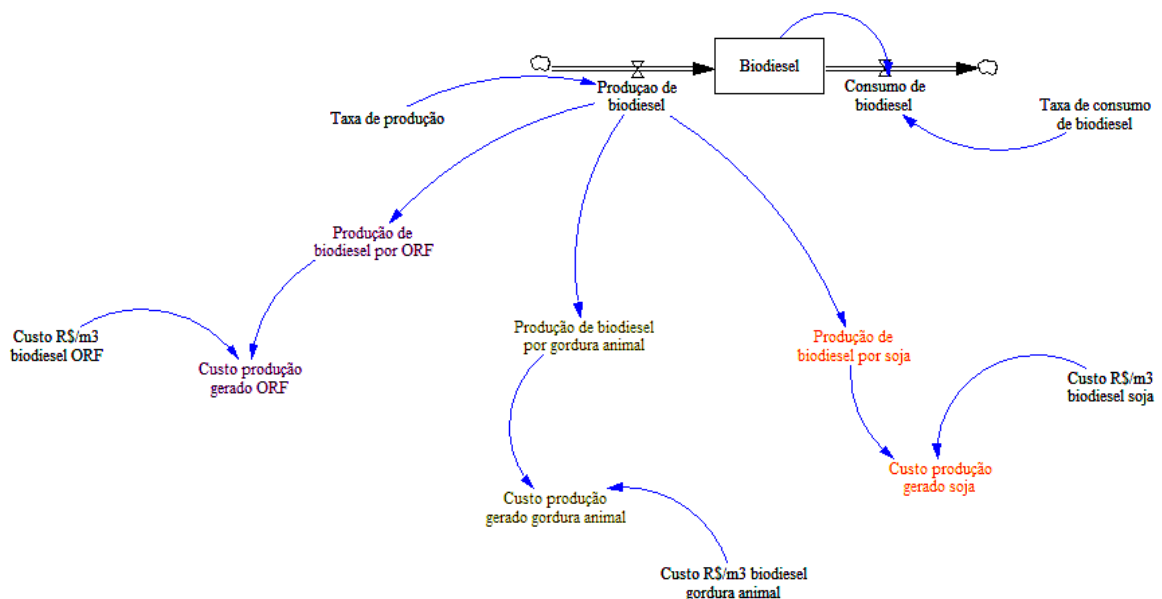 Biodiesel
Produçao de
biodiesel
Consumo de
biodiesel
Taxa de produção
Taxa de consumo
de biodiesel
Produção de
biodiesel por ORF
Custo R$/m3
biodiesel ORF
Custo produção
gerado ORF
Produção de biodiesel
por gordura animal
Produção de
biodiesel por soja
Custo R$/m3
biodiesel soja
Custo produção
gerado soja
Custo produção
gerado gordura animal
Custo R$/m3 biodiesel
gordura animal